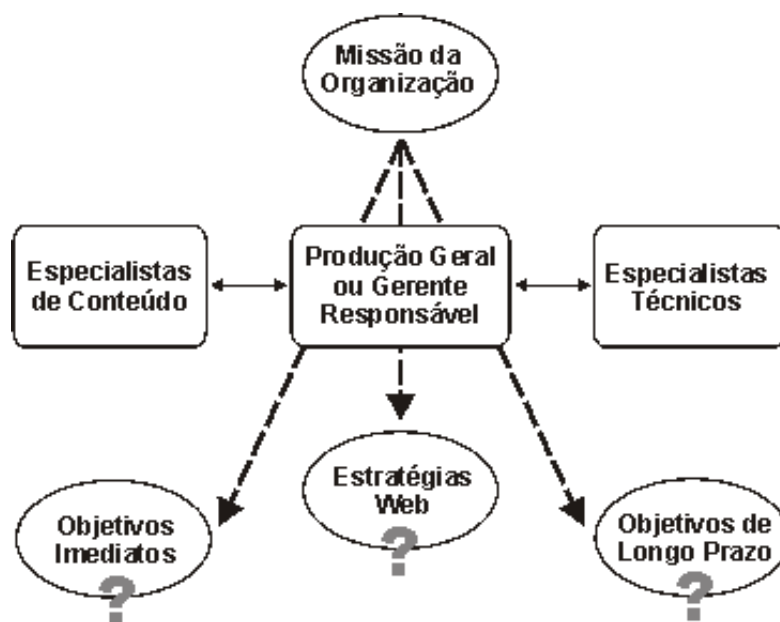 Missão da
Organização
Especialistas
de Conteúdo
Produção Geral
ou Gerente
Responsável
Especialistas
Técnicos
Objetivos
Imediatos
?
Estratégias
Web
?
Objetivos de
Longo Prazo
?